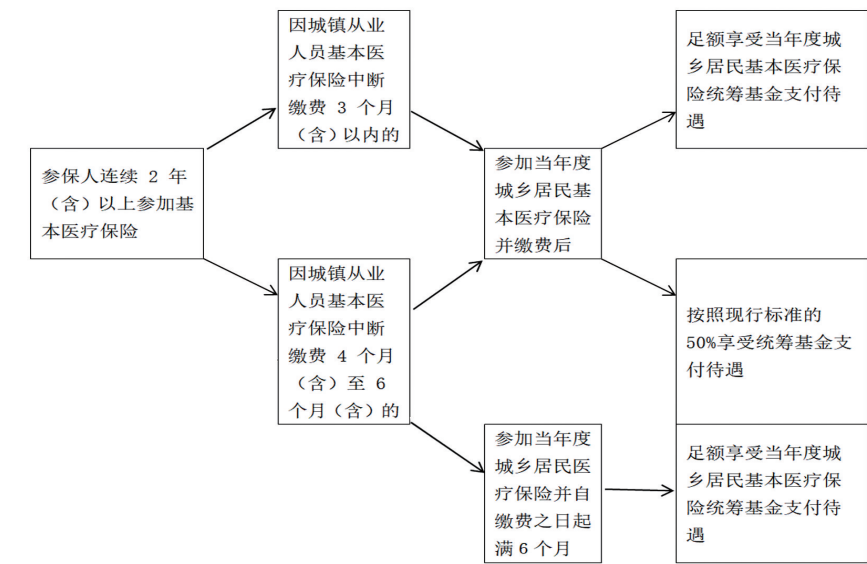 参保人连续 2 年
（含）以上参加基
本医疗保险
因城镇从业
人员基本医
疗保险中断
缴费 3 个月
（含）以内的
因城镇从业
人员基本医
疗保险中断
缴费 4 个月
（含）至 6
个月（含）的
参加当年度
城乡居民基
本医疗保险
并缴费后
参加当年度
城乡居民医
疗保险并自
缴费之日起
满 6 个月
足额享受当年度城
乡居民基本医疗保
险统筹基金支付待
遇
按照现行标准的
50%享受统筹基金支
付待遇
足额享受当年度城
乡居民基本医疗保
险统筹基金支付待
遇